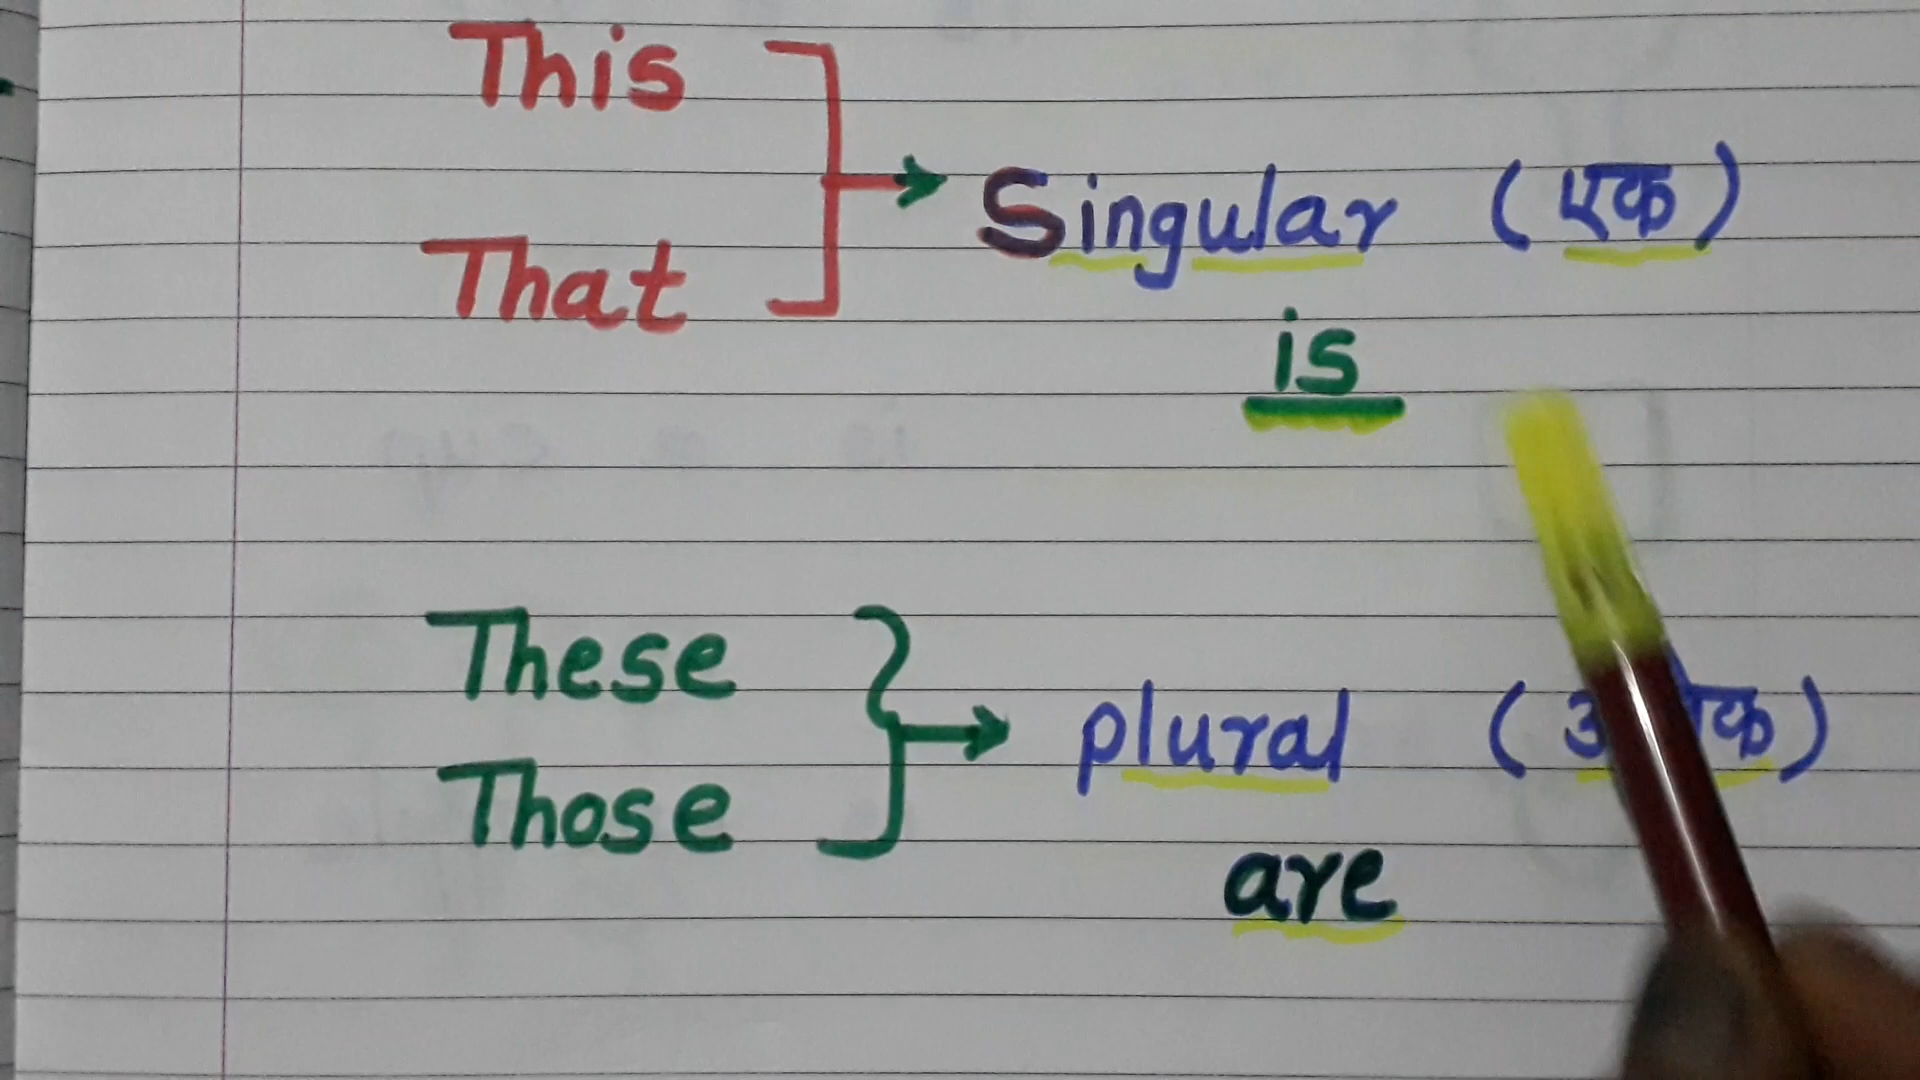 This
That
Singular (एक)
is
These
Those
plural
are